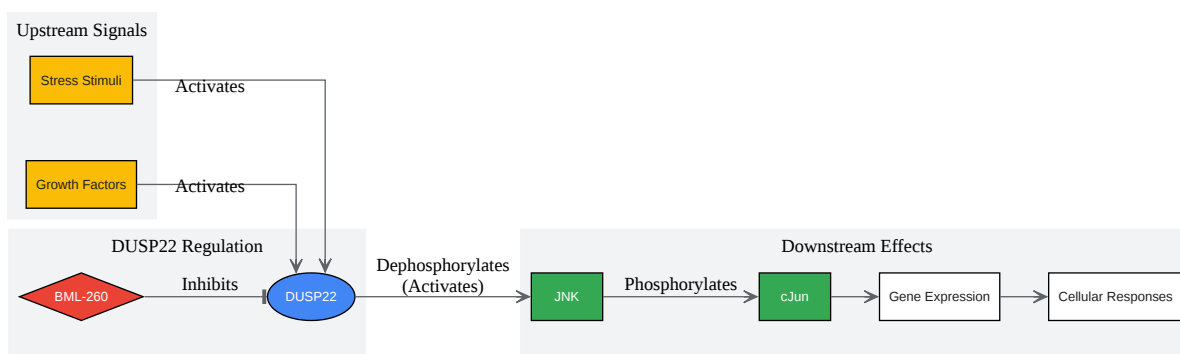 Upstream Signals
Stress Stimuli
Activates
Growth Factors
Activates
DUSP22 Regulation
BML-260
Inhibits
DUSP22
Dephosphorylates
(Activates)
Downstream Effects
JNK
Phosphorylates
cJun
Gene Expression
Cellular Responses